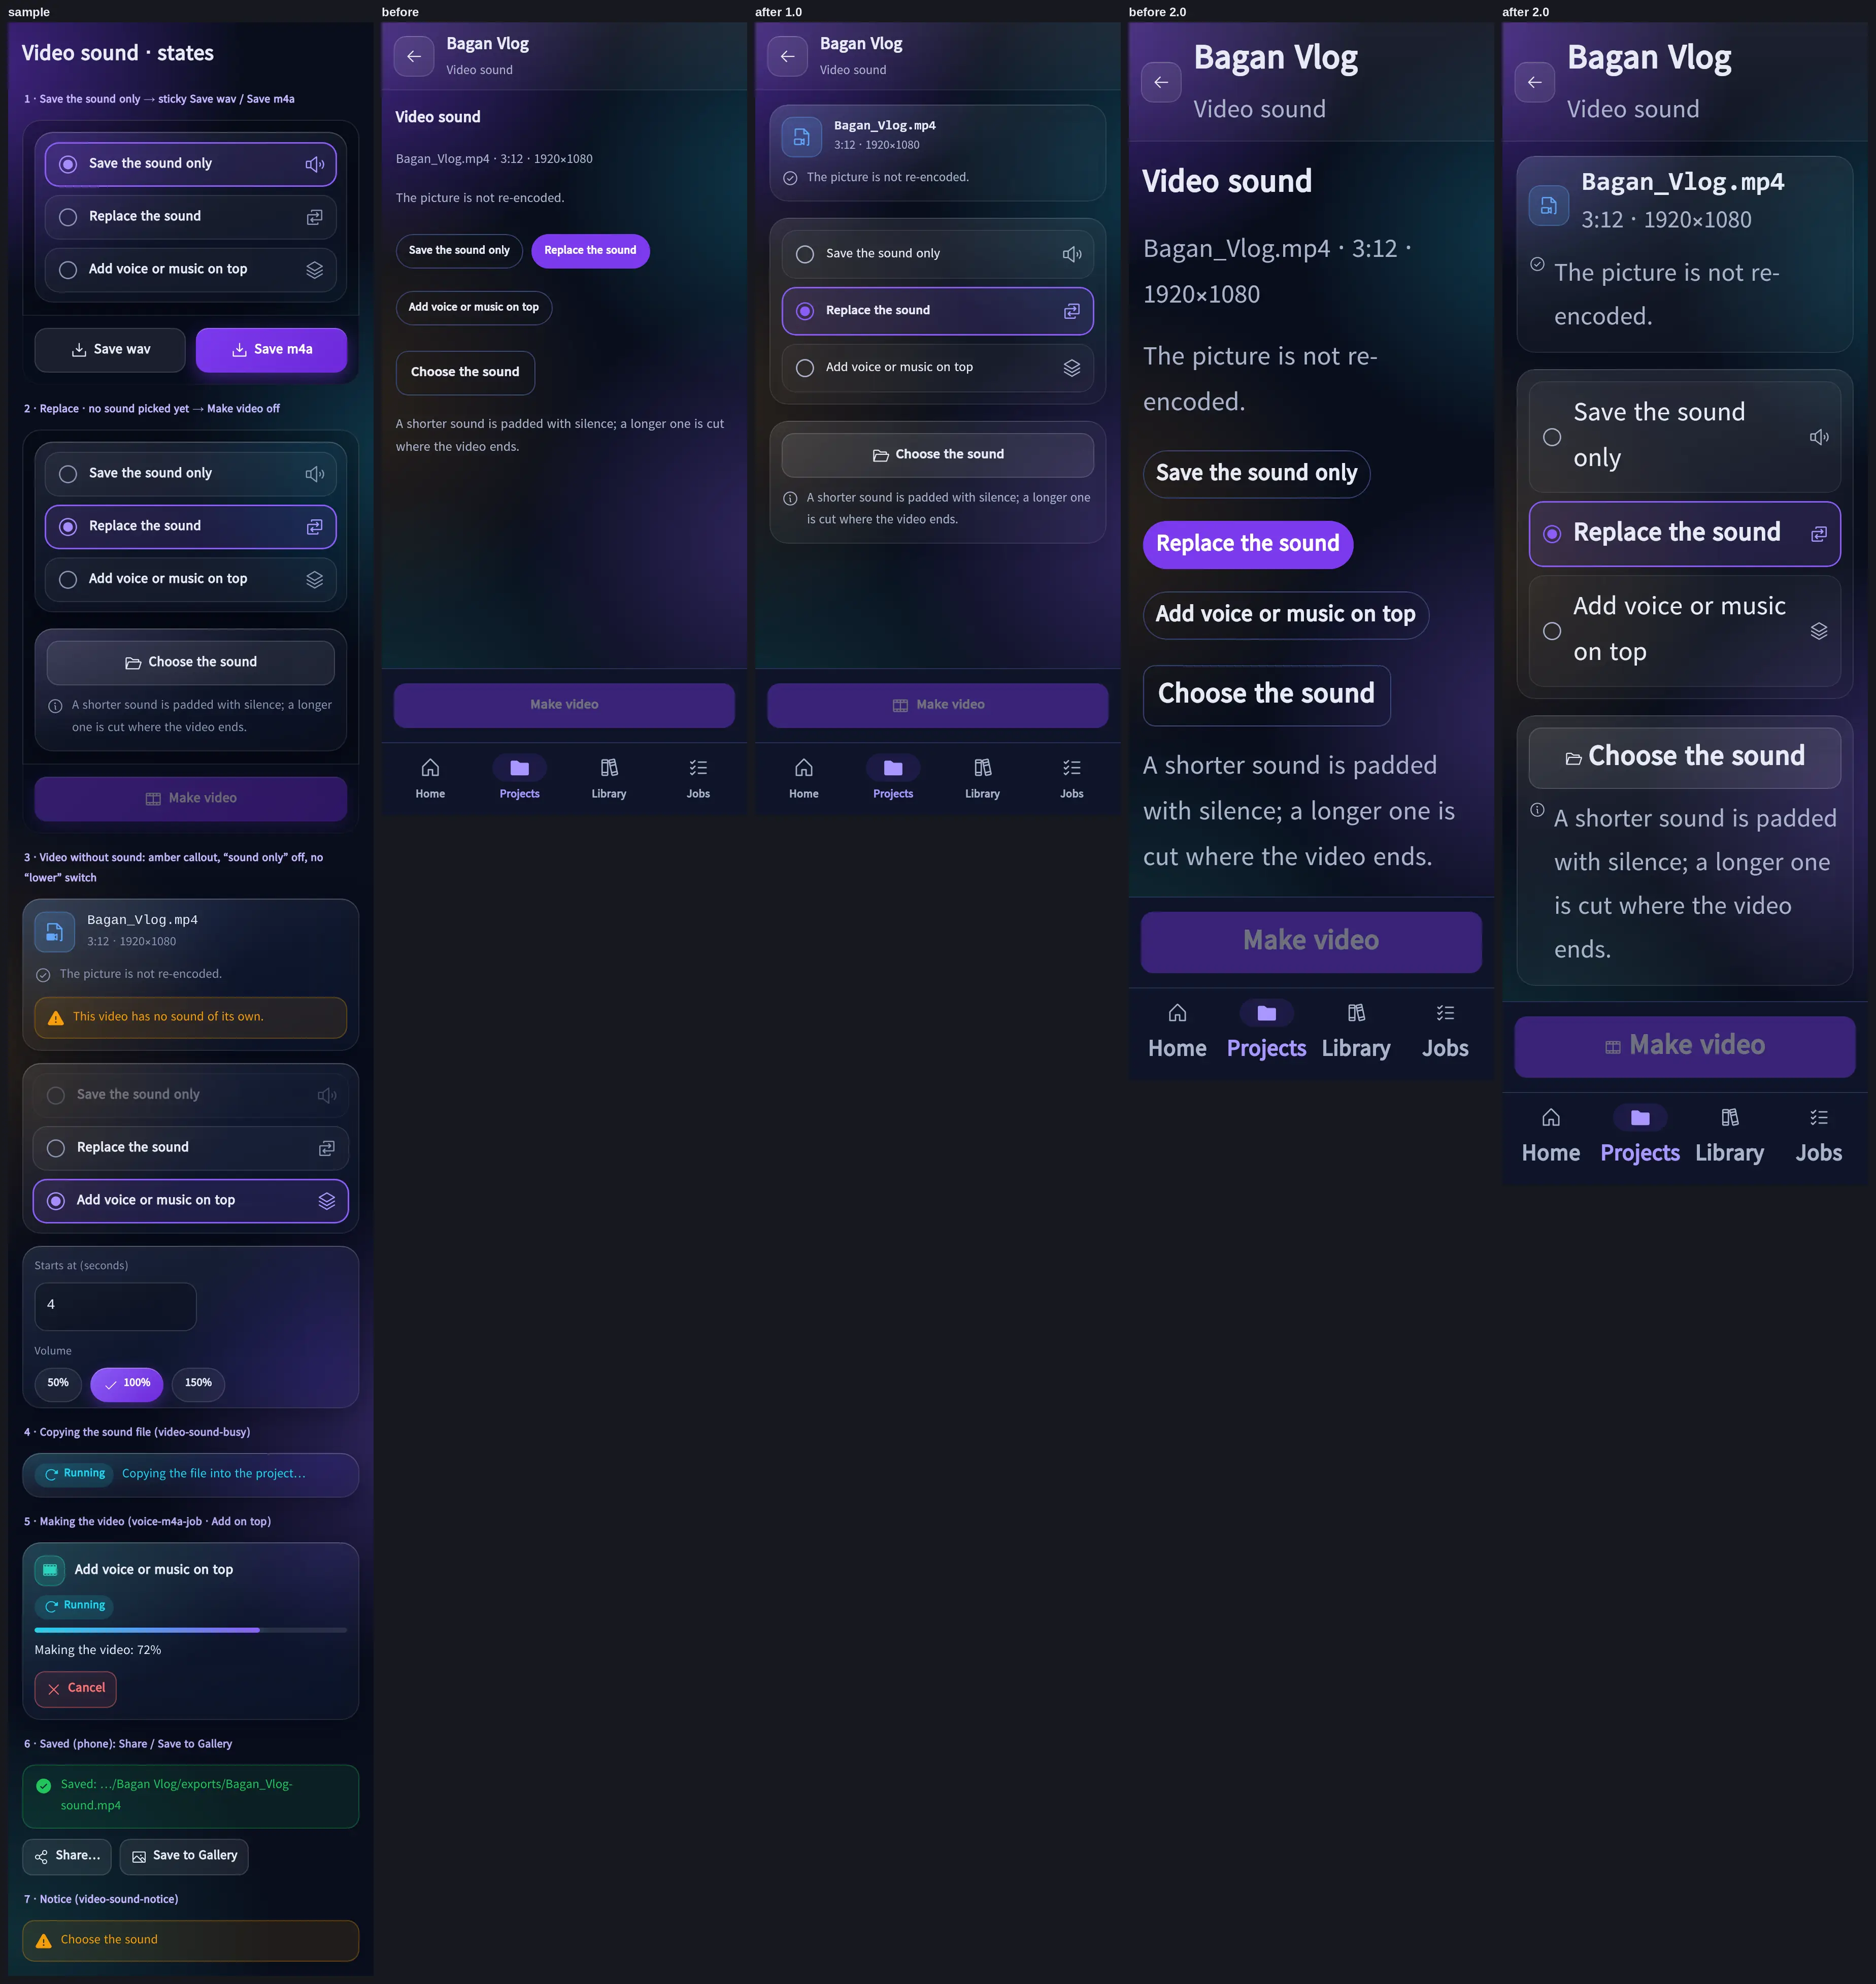 sample
Video sound · states
1 · Save the sound only → sticky Save wav / Save m4a
Save the sound only
Replace the sound
Add voice or music on top
Save wav
Save m4a
2 · Replace · no sound picked yet → Make video off
Save the sound only
Replace the sound
Add voice or music on top
Choose the sound
A shorter sound is padded with silence; a longer
one is cut where the video ends.
Make video
3 · Video without sound: amber callout, “sound only” off, no
“lower” switch
Bagan_Vlog.mp4
3:12 · 1920×1080
The picture is not re-encoded.
This video has no sound of its own.
Save the sound only
Replace the sound
Add voice or music on top
Starts at (seconds)
4
Volume
50%
100%
150%
4 · Copying the sound file (video-sound-busy)
Running
Copying the file into the project…
5 · Making the video (voice-m4a-job · Add on top)
Add voice or music on top
Running
Making the video: 72%
Cancel
6 · Saved (phone): Share / Save to Gallery
Saved: …/Bagan Vlog/exports/Bagan_Vlog-
sound.mp4
Share…
Save to Gallery
7 · Notice (video-sound-notice)
Choose the sound
before
Bagan Vlog
Video sound
Video sound
Bagan_Vlog.mp4 · 3:12 · 1920×1080
The picture is not re-encoded.
Save the sound only
Replace the sound
Add voice or music on top
Choose the sound
A shorter sound is padded with silence; a longer one is cut
where the video ends.
Make video
Home
Projects
Library
Jobs
after 1.0
Bagan Vlog
Video sound
Bagan_Vlog.mp4
3:12 · 1920×1080
The picture is not re-encoded.
Save the sound only
Replace the sound
Add voice or music on top
Choose the sound
A shorter sound is padded with silence; a longer one
is cut where the video ends.
Make video
Home
Projects
Library
Jobs
before 2.0
Bagan Vlog
Video sound
Video sound
Bagan_Vlog.mp4 · 3:12 ·
1920×1080
The picture is not re-
encoded.
Save the sound only
Replace the sound
Add voice or music on top
Choose the sound
A shorter sound is padded
with silence; a longer one is
cut where the video ends.
Make video
Home
Projects
Library
Jobs
after 2.0
Bagan Vlog
Video sound
Bagan_Vlog.mp4
3:12 · 1920×1080
The picture is not re-
encoded.
Save the sound
only
Replace the sound
Add voice or music
on top
Choose the sound
A shorter sound is padded
with silence; a longer one
is cut where the video
ends.
Make video
Home
Projects
Library
Jobs